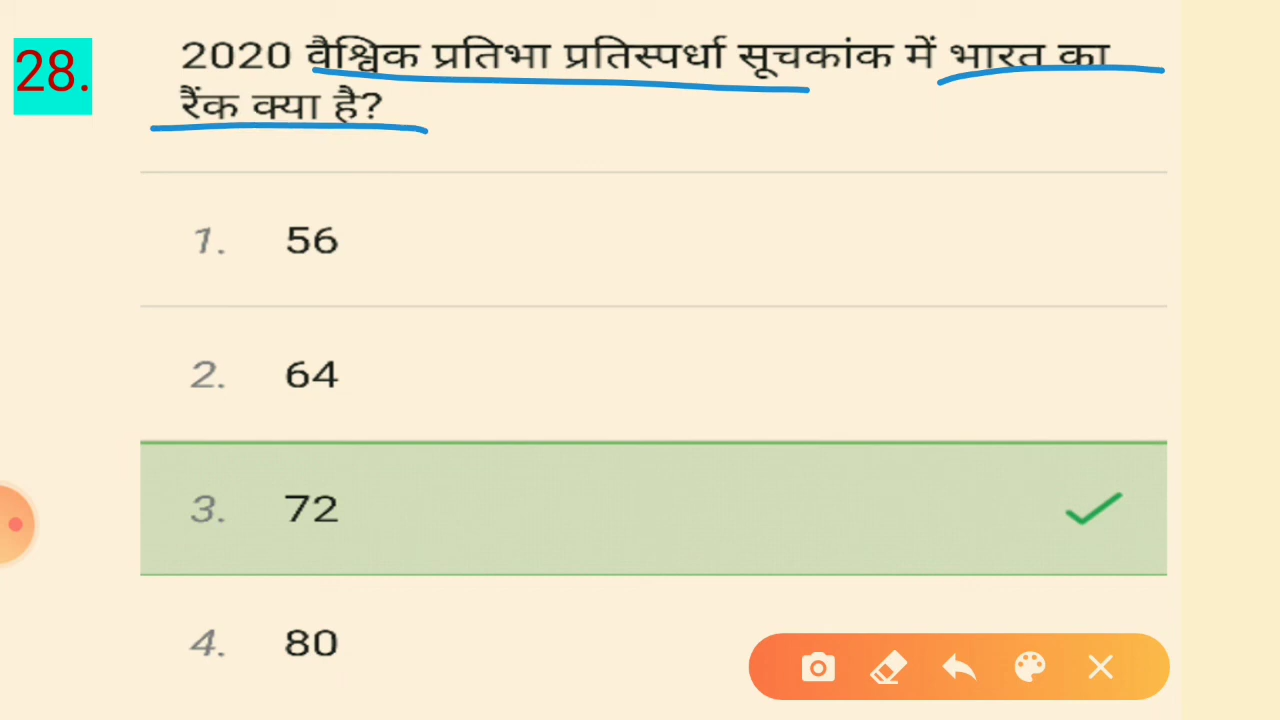 28.
2020 वैश्विक प्रतिभा प्रतिस्पर्धा सूचकांक में भारत का
रैंक क्या है?
1. 56
2. 64
3. 72
4. 80